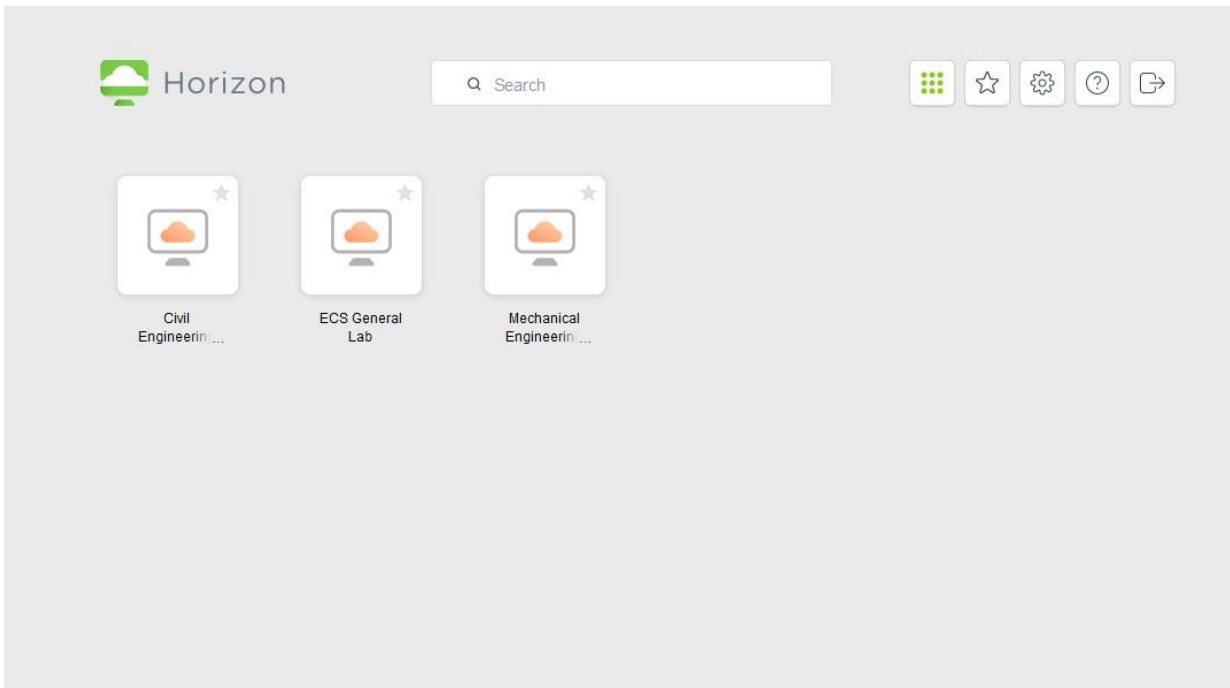 Horizon
Search
Civil
Engineerin...
ECS General
Lab
Mechanical
Engineerin...